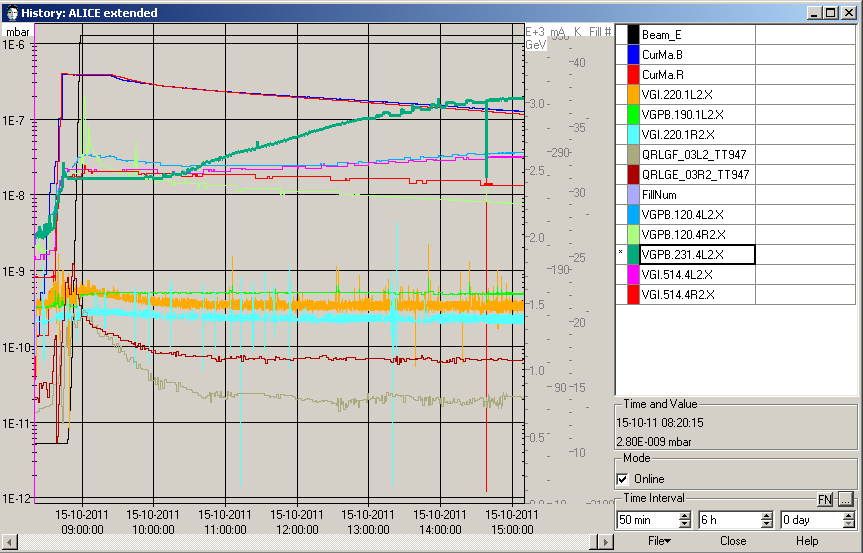 History: ALICE extended
mbar
E+3 mA K Fill #
GeV
1E-6
1E-7
1E-8
1E-9
1E-10
1E-11
1E-12
3.0
2.5
2.0
1.5
1.0
0.5
290
190
90
40
35
30
25
20
15
10
15-10-2011 15-10-2011 15-10-2011 15-10-2011 15-10-2011 15-10-2011 15-10-2011
09:00:00 10:00:00 11:00:00 12:00:00 13:00:00 14:00:00 15:00:00
Beam_E
CurMa.B
CurMa.R
VGI.220.1L2.X
VGPB.190.1L2.X
VGI.220.1R2.X
QRLGF_03L2_TT947
QRLGE_03R2_TT947
FillNum
VGPB.120.4L2.X
VGPB.120.4R2.X
* VGPB.231.4L2.X
VGI.514.4L2.X
VGI.514.4R2.X
Time and Value
15-10-11 08:20:15
2.80E-009 mbar
Mode
Online
Time Interval FN ...
50 min 6 h 0 day
File Close Help